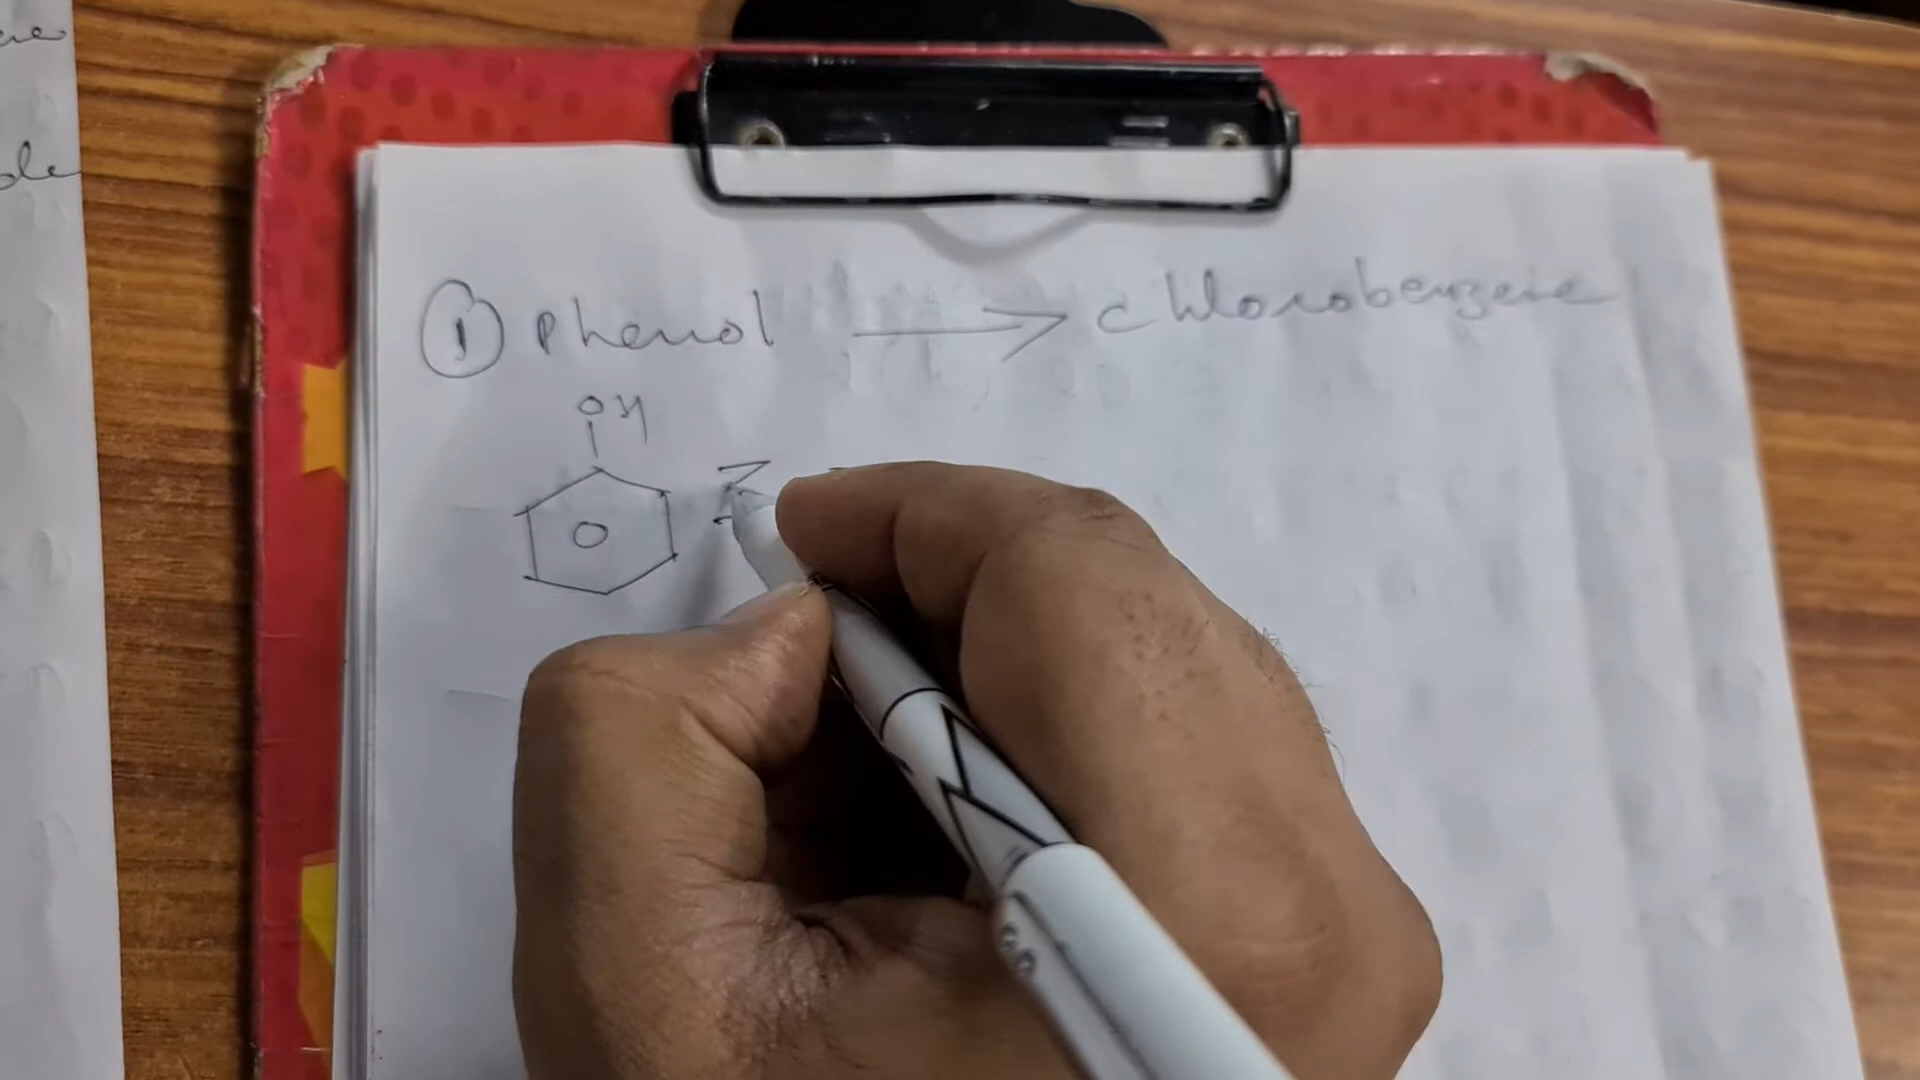 ① Phenol → chlorobenzene
OH
Z